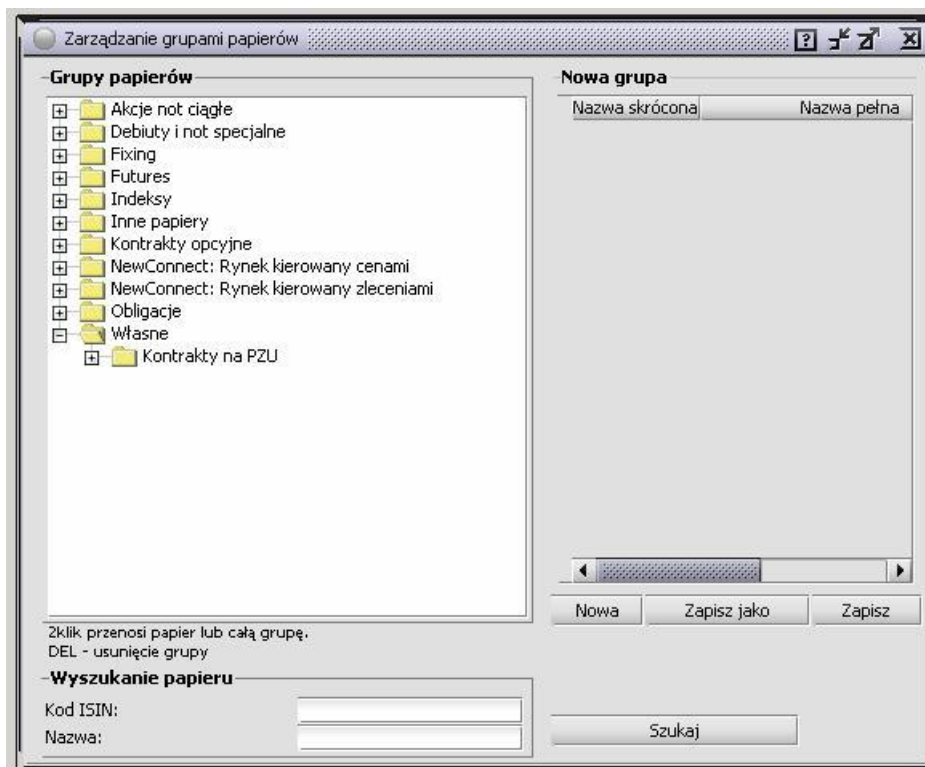 Zarządzanie grupami papierów
Grupy papierów
Akcje not ciągłe
Debiuty i not specjalne
Fixing
Futures
Indeksy
Inne papiery
Kontrakty opcyjne
NewConnect: Rynek kierowany cenami
NewConnect: Rynek kierowany zleceniami
Obligacje
Własne
Kontrakty na PZU
2klik przenosi papier lub całą grupę.
DEL - usunięcie grupy
Wyszukanie papieru
Kod ISIN:
Nazwa:
Nowa grupa
Nazwa skrócona Nazwa pełna
Nowa Zapisz jako Zapisz
Szukaj